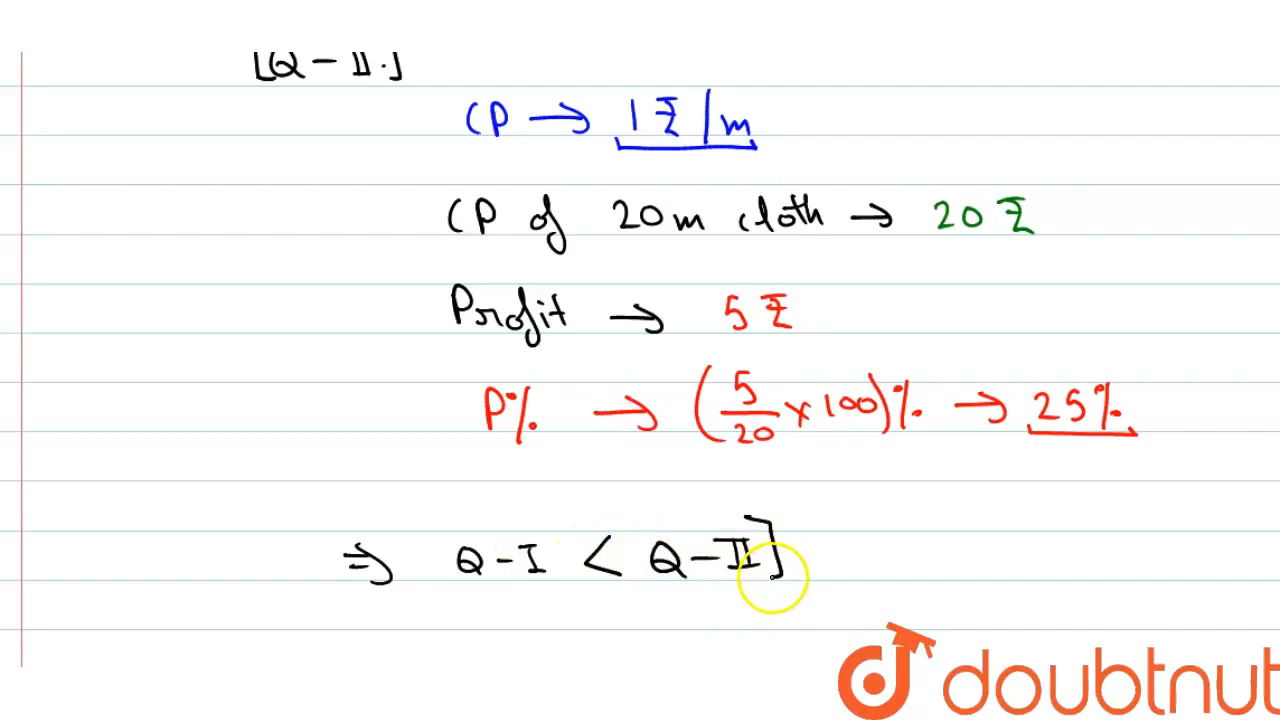 [Q - II.]
CP → 1 ₹ / m
CP of 20m cloth → 20 ₹
Profit → 5 ₹
P% → (5/20 × 100)% → 25%
⇒ Q - I < Q - II]
doubtnut